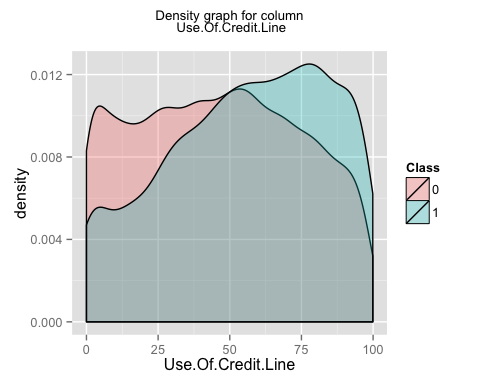 Density graph for column
Use.Of.Credit.Line
density
0.012
0.008
0.004
0.000
0
25
50
75
100
Use.Of.Credit.Line
Class
0
1